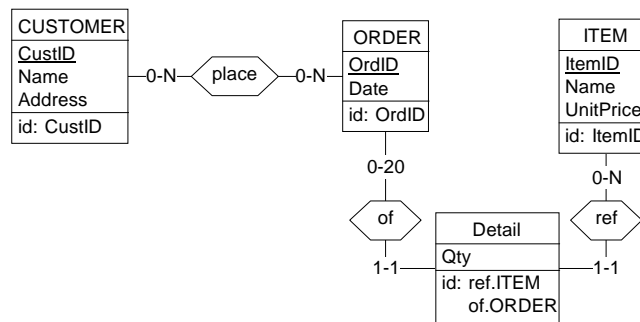 CUSTOMER
CustID
Name
Address
id: CustID
0-N
place
0-N
ORDER
OrdID
Date
id: OrdID
ITEM
ItemID
Name
UnitPrice
id: ItemID
0-20
0-N
of
ref
1-1
Detail
Qty
id: ref.ITEM
of.ORDER
1-1